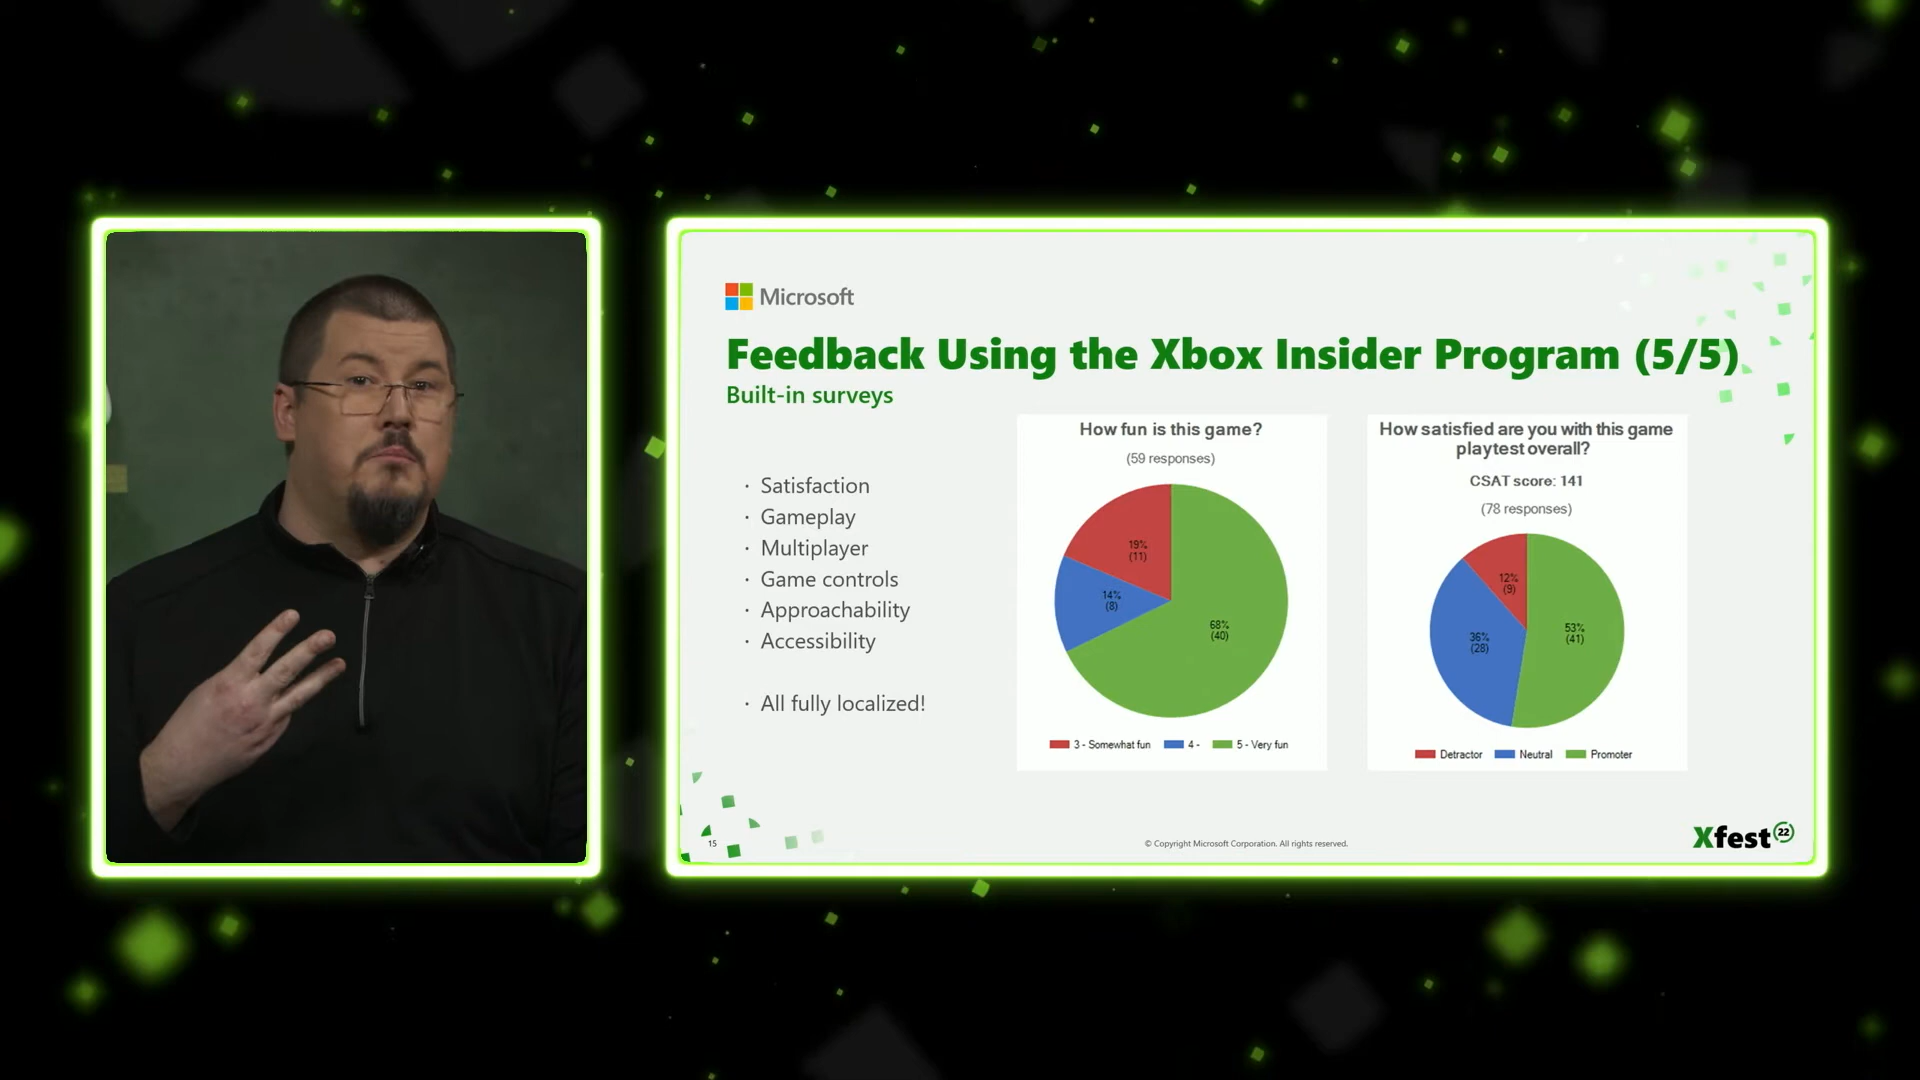 Microsoft
Feedback Using the Xbox Insider Program (5/5)
Built-in surveys
· Satisfaction
· Gameplay
· Multiplayer
· Game controls
· Approachability
· Accessibility
· All fully localized!
How fun is this game?
(59 responses)
19%
(11)
14%
(8)
68%
(40)
3 - Somewhat fun 4 - 5 - Very fun
How satisfied are you with this game
playtest overall?
CSAT score: 141
(78 responses)
12%
(9)
36%
(28)
53%
(41)
Detractor Neutral Promoter
15
© Copyright Microsoft Corporation. All rights reserved.
Xfest 22